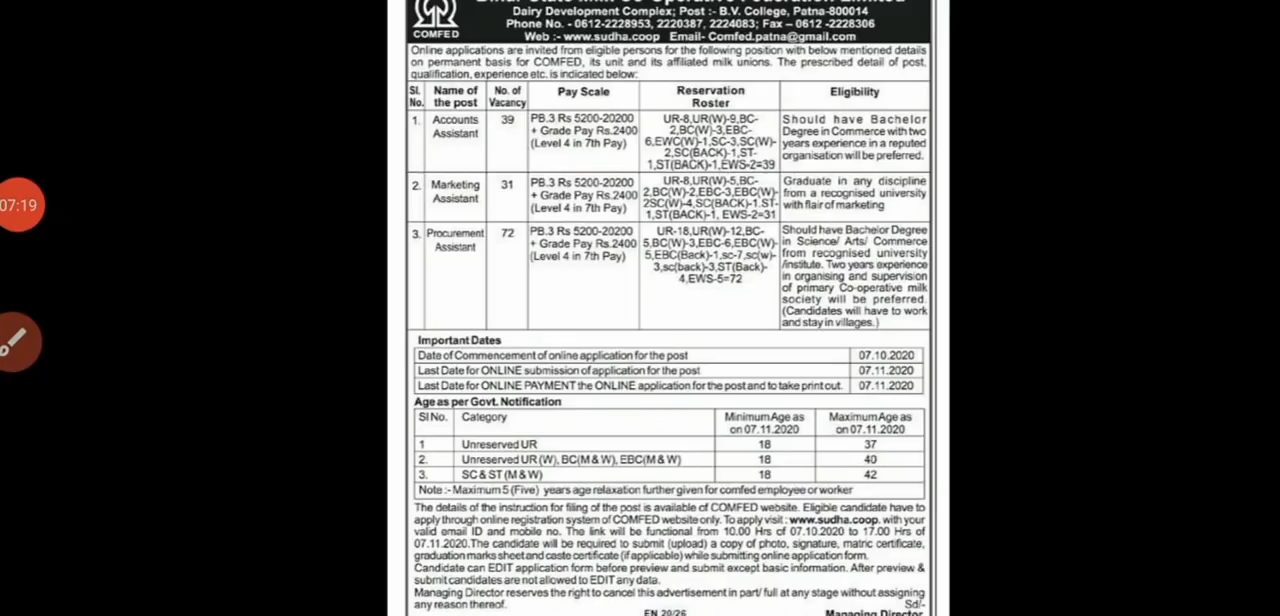 Bihar State Milk Co-Operative Federation Limited
Dairy Development Complex; Post :- B.V. College, Patna-800014
Phone No. - 0612-2228953, 2220387, 2224083; Fax – 0612 -2228306
COMFED
Web :- www.sudha.coop Email- Comfed.patna@gmail.com
Online applications are invited from eligible persons for the following position with below mentioned details
on permanent basis for COMFED, its unit and its affiliated milk unions. The prescribed detail of post,
qualification, experience etc. is indicated below:
Sl. No. Name of the post No. of Vacancy Pay Scale Reservation Roster Eligibility
1. Accounts Assistant 39
PB.3 Rs 5200-20200
+ Grade Pay Rs.2400
(Level 4 in 7th Pay)
UR-8,UR(W)-9,BC-
2,BC(W)-3,EBC-
6,EWC(W)-1,SC-3,SC(W)-
2,SC(BACK)-1,ST-
1,ST(BACK)-1,EWS-2=39
Should have Bachelor
Degree in Commerce with two
years experience in a reputed
organisation will be preferred.
2. Marketing Assistant 31
PB.3 Rs 5200-20200
+ Grade Pay Rs.2400
(Level 4 in 7th Pay)
UR-8,UR(W)-5,BC-
2,BC(W)-2,EBC-3,EBC(W)-
2SC(W)-4,SC(BACK)-1.ST-
1,ST(BACK)-1, EWS-2=31
Graduate in any discipline
from a recognised university
with flair of marketing
3. Procurement Assistant 72
PB.3 Rs 5200-20200
+ Grade Pay Rs.2400
(Level 4 in 7th Pay)
UR-18,UR(W)-12,BC-
5,BC(W)-3,EBC-6,EBC(W)-
5,EBC(Back)-1,sc-7,sc(w)-
3,sc(back)-3,ST(Back)-
4,EWS-5=72
Should have Bachelor Degree
in Science/ Arts/ Commerce
from recognised university
/institute. Two years experience
in organising and supervision
of primary Co-operative milk
society will be preferred.
(Candidates will have to work
and stay in villages.)
07:19
Important Dates
Date of Commencement of online application for the post 07.10.2020
Last Date for ONLINE submission of application for the post 07.11.2020
Last Date for ONLINE PAYMENT the ONLINE application for the post and to take print out. 07.11.2020
Age as per Govt. Notification
Sl No. Category Minimum Age as on 07.11.2020 Maximum Age as on 07.11.2020
1 Unreserved UR 18 37
2. Unreserved UR (W), BC(M & W), EBC(M & W) 18 40
3. SC & ST (M & W) 18 42
Note :- Maximum 5 (Five) years age relaxation further given for comfed employee or worker
The details of the instruction for filing of the post is available of COMFED website. Eligible candidate have to
apply through online registration system of COMFED website only. To apply visit : www.sudha.coop. with your
valid email ID and mobile no. The link will be functional from 10.00 Hrs of 07.10.2020 to 17.00 Hrs of
07.11.2020.The candidate will be required to submit (upload) a copy of photo, signature, matric certificate,
graduation marks sheet and caste certificate (if applicable) while submitting online application form.
Candidate can EDIT application form before preview and submit except basic information. After preview &
submit candidates are not allowed to EDIT any data.
Managing Director reserves the right to cancel this advertisement in part/ full at any stage without assigning
any reason thereof. Sd/-
EN 20/26 Managing Director